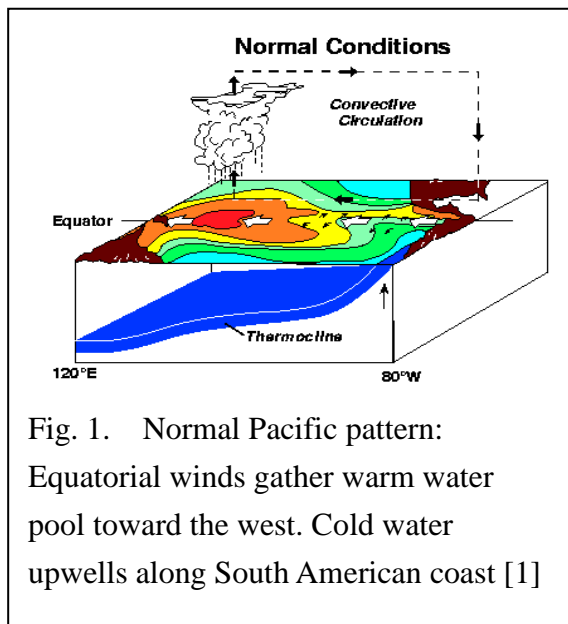 Normal Conditions
Convective
Circulation
Equator
Thermocline
120°E
80°W
Fig. 1. Normal Pacific pattern:
Equatorial winds gather warm water
pool toward the west. Cold water
upwells along South American coast [1]